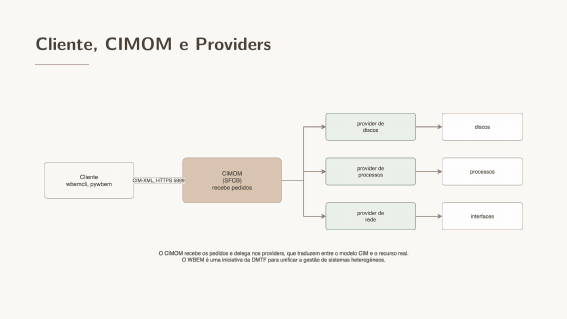 Cliente, CIMOM e Providers
provider de
discos
discos
Cliente
wbemcli, pywbem
CIM-XML, HTTPS 5989
CIMOM
(SFCB)
recebe pedidos
provider de
processos
processos
provider de
rede
interfaces
O CIMOM recebe os pedidos e delega nos providers, que traduzem entre o modelo CIM e o recurso real.
O WBEM é uma iniciativa da DMTF para unificar a gestão de sistemas heterogéneos.